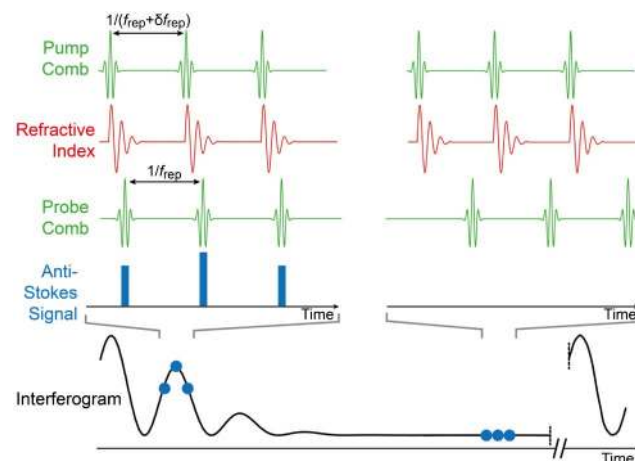 1/(frep+δfrep)
Pump
Comb
Refractive
Index
1/frep
Probe
Comb
Anti-
Stokes
Signal
Time
Time
Interferogram
Time